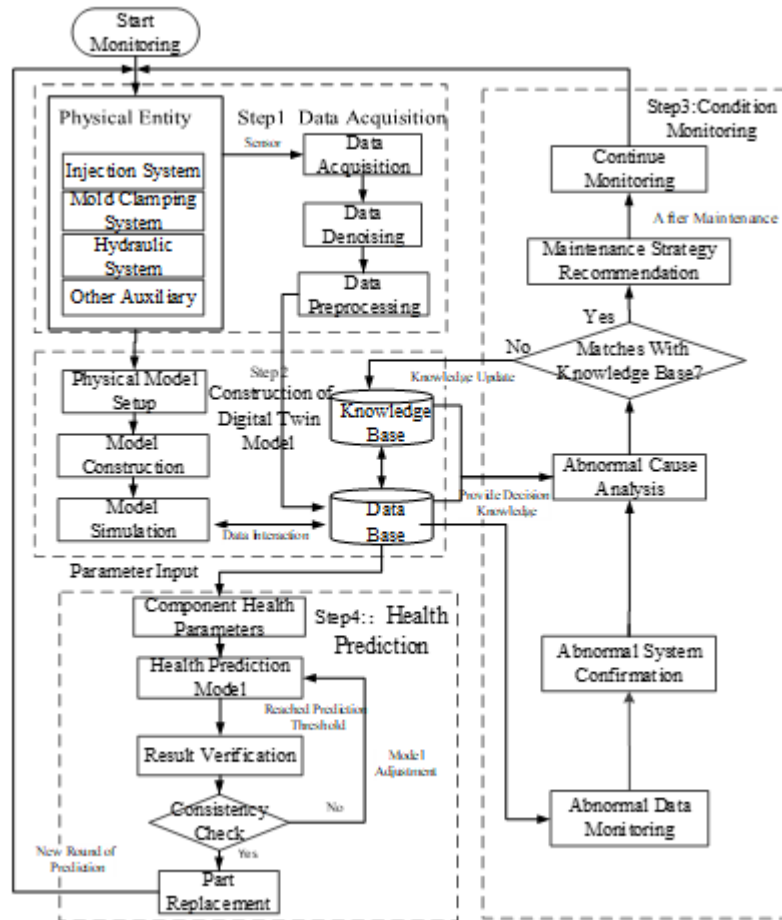 Start
Monitoring
Physical Entity
Injection System
Mold Clamping
System
Hydraulic
System
Other Auxiliary
Step1 Data Acquisition
Sensor
Data
Acquisition
Data
Denoising
Data
Preprocessing
Step 2
Construction of
Digital Twin
Model
Physical Model
Setup
Model
Construction
Model
Simulation
Data Interaction
Knowledge
Base
Data
Base
Knowledge Update
Provide Decision
Knowledge
Step3:Condition
Monitoring
Continue
Monitoring
After Maintenance
Maintenance Strategy
Recommendation
Yes
No
Matches With
Knowledge Base?
Abnormal Cause
Analysis
Abnormal System
Confirmation
Abnormal Data
Monitoring
Parameter Input
Step4:: Health
Prediction
Component Health
Parameters
Health Prediction
Model
Reached Prediction
Threshold
Result Verification
Model
Adjustment
Consistency
Check
No
Yes
Part
Replacement
New Round of
Prediction